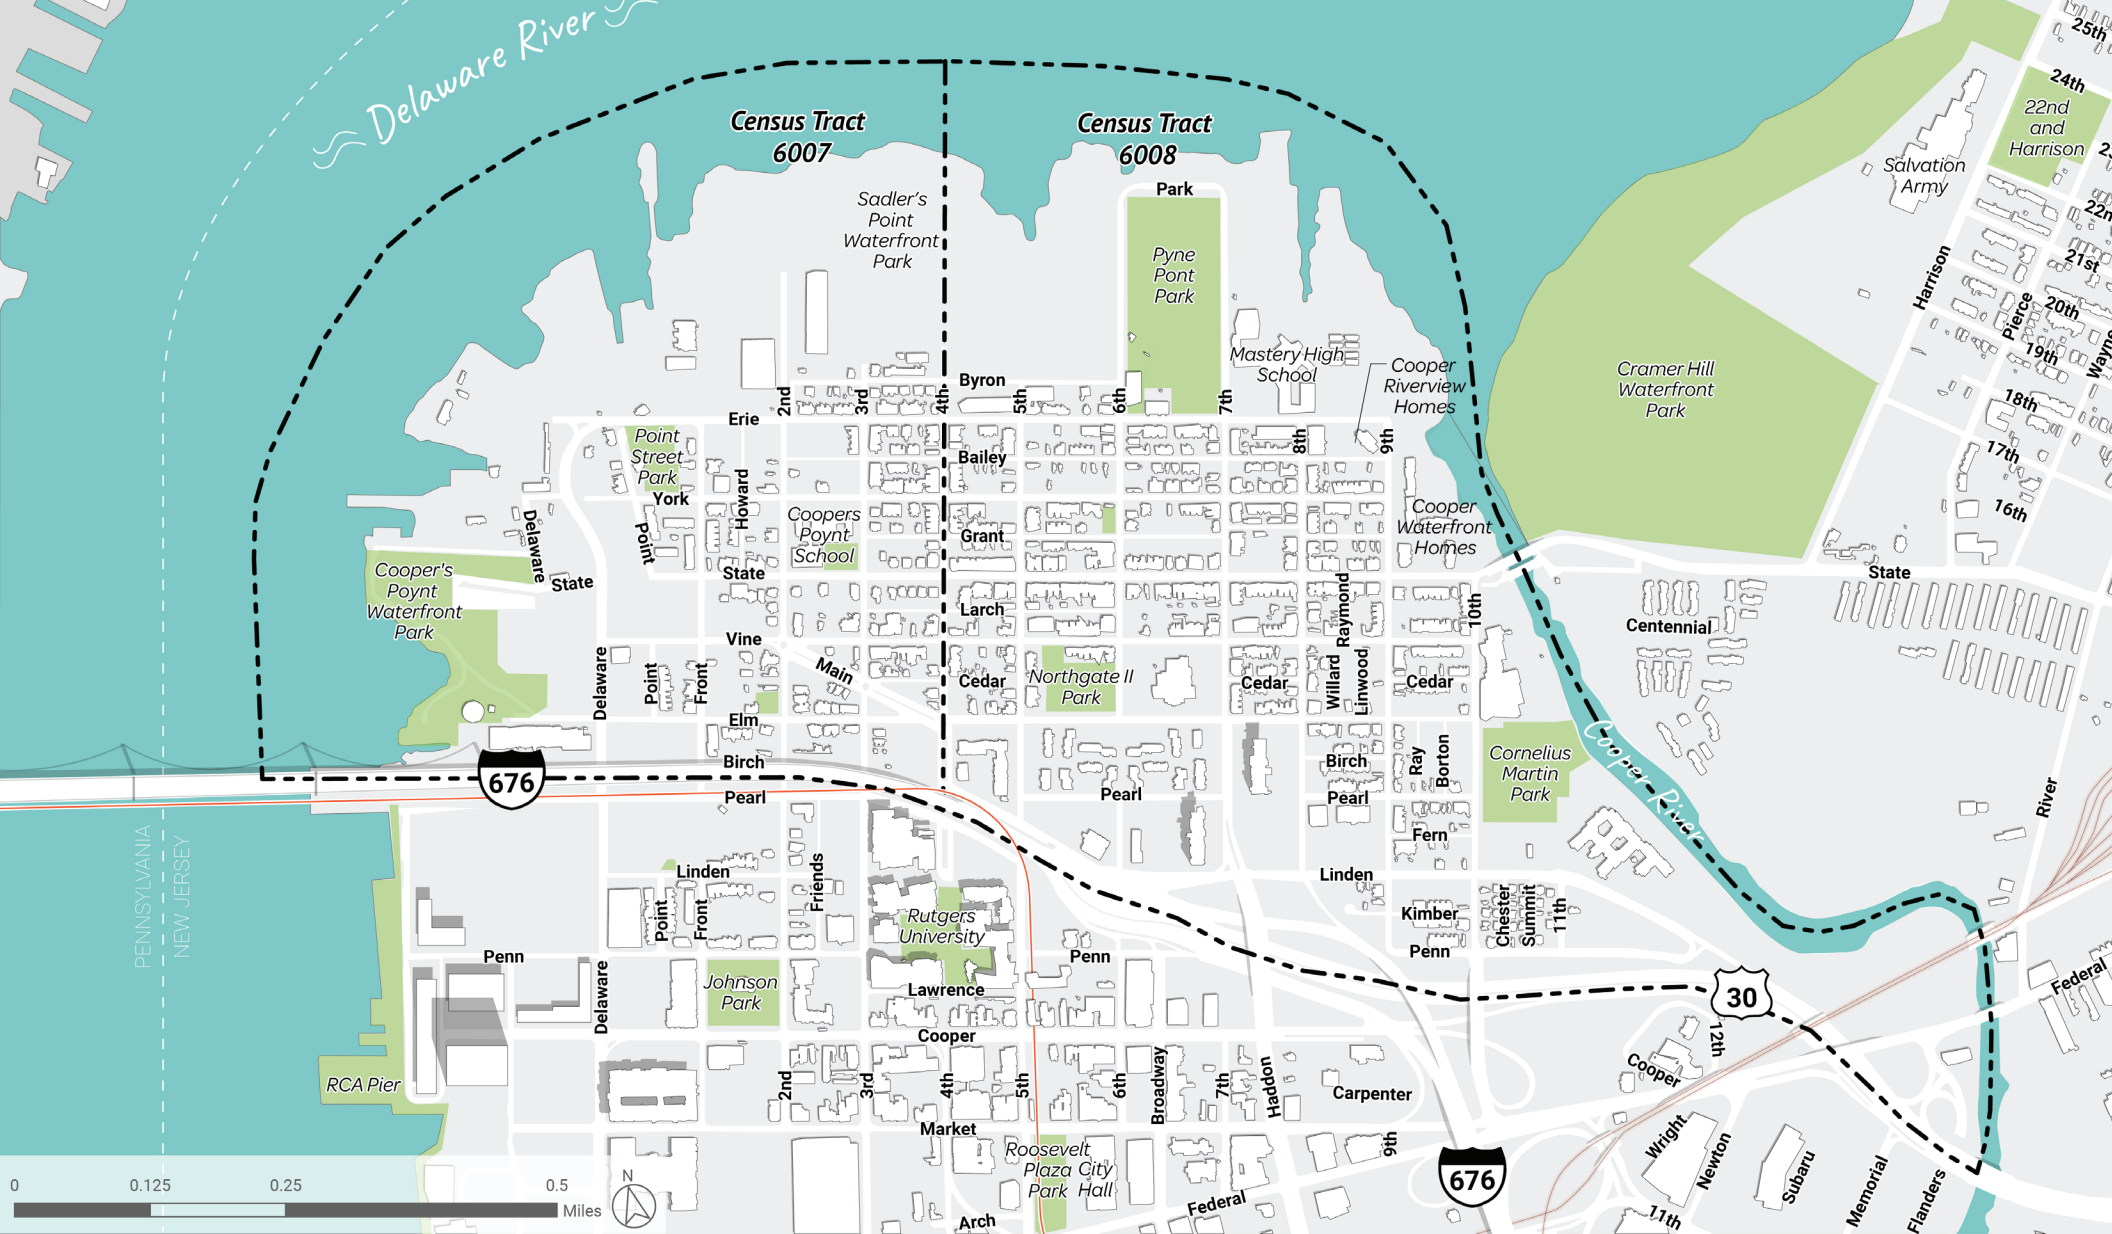 Delaware River
Census Tract
6007
Census Tract
6008
25th
24th
22nd
and
Harrison
Salvation
Army
21st
20th
19th
18th
17th
16th
Harrison
Pierce
Wayne
Sadler's
Point
Waterfront
Park
Park
Pyne
Pont
Park
Mastery High
School
Cooper
Riverview
Homes
Cramer Hill
Waterfront
Park
Byron
2nd
3rd
4th
5th
6th
7th
8th
9th
Erie
Point
Street
Park
Bailey
York
Howard
Delaware
Point
Coopers
Poynt
School
Grant
Cooper
Waterfront
Homes
Cooper's
Poynt
Waterfront
Park
State
State
State
Larch
Raymond
10th
Centennial
Vine
Main
Delaware
Point
Front
Cedar
Northgate II
Park
Cedar
Willard
Linwood
Cedar
Elm
Birch
676
Pearl
Pearl
Birch
Pearl
Ray
Borton
Cornelius
Martin
Park
Cooper River
River
Fern
PENNSYLVANIA
NEW JERSEY
Linden
Friends
Linden
Point
Front
Rutgers
University
Kimber
Chester
Summit
11th
Penn
Penn
Penn
Delaware
Johnson
Park
Lawrence
30
Federal
Cooper
12th
Cooper
RCA Pier
2nd
3rd
4th
5th
6th
Broadway
7th
Haddon
Carpenter
Market
9th
Wright
Newton
Subaru
Memorial
Flanders
Roosevelt
Plaza
Park
City
Hall
676
Federal
Arch
11th
0
0.125
0.25
0.5
Miles
N